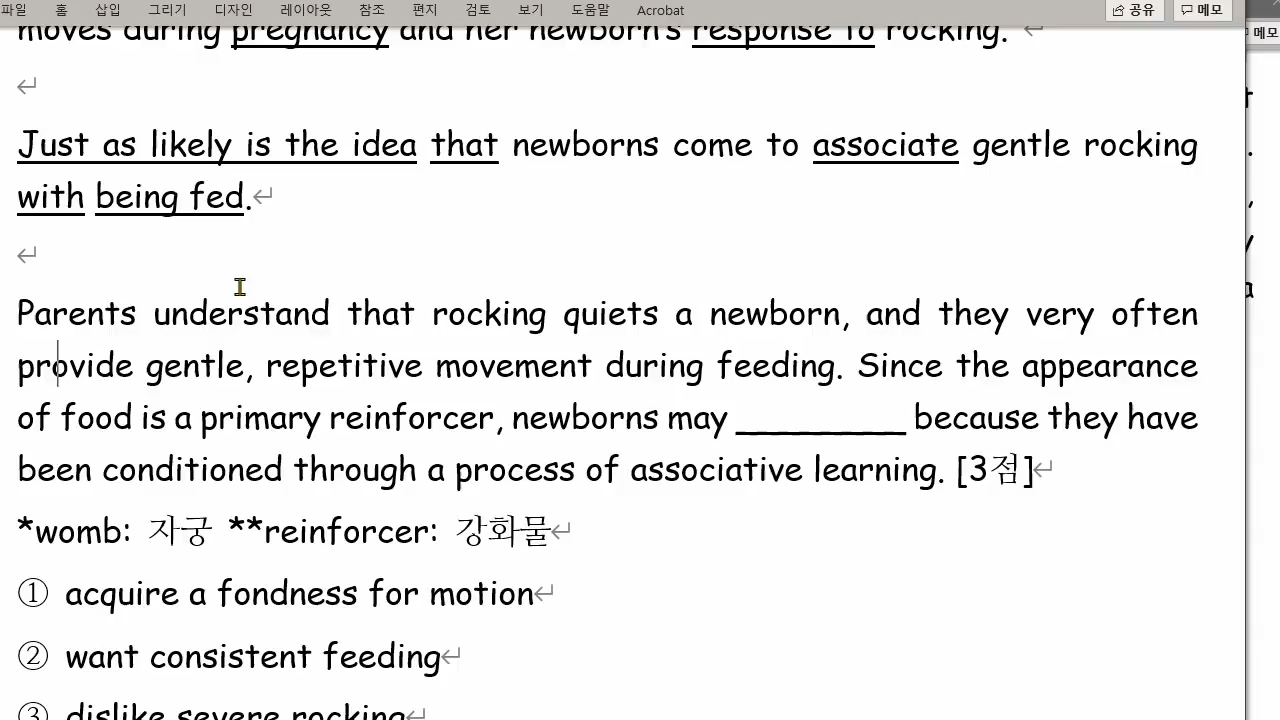 파일 홈 삽입 그리기 디자인 레이아웃 참조 편지 검토 보기 도움말 Acrobat 공유 메모
메모
moves during pregnancy and her newborn's response to rocking.
Just as likely is the idea that newborns come to associate gentle rocking
with being fed.
Parents understand that rocking quiets a newborn, and they very often
provide gentle, repetitive movement during feeding. Since the appearance
of food is a primary reinforcer, newborns may ________ because they have
been conditioned through a process of associative learning. [3점]
*womb: 자궁 **reinforcer: 강화물
① acquire a fondness for motion
② want consistent feeding
③ dislike severe rocking